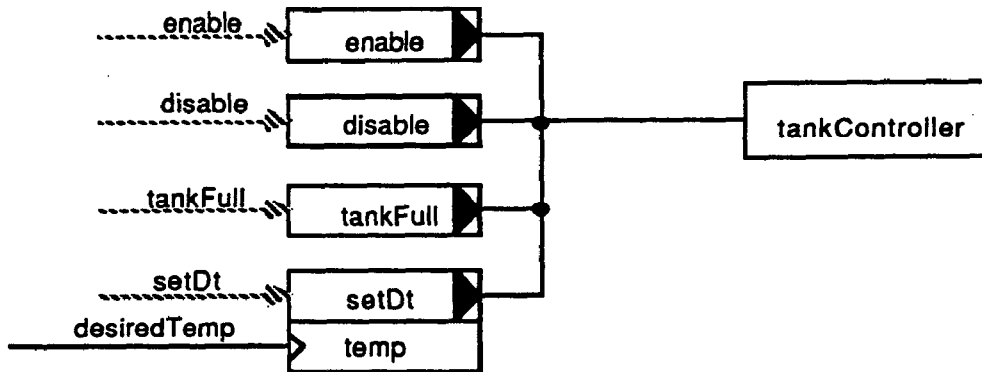 enable
enable
disable
disable
tankController
tankFull
tankFull
setDt
setDt
desiredTemp
temp